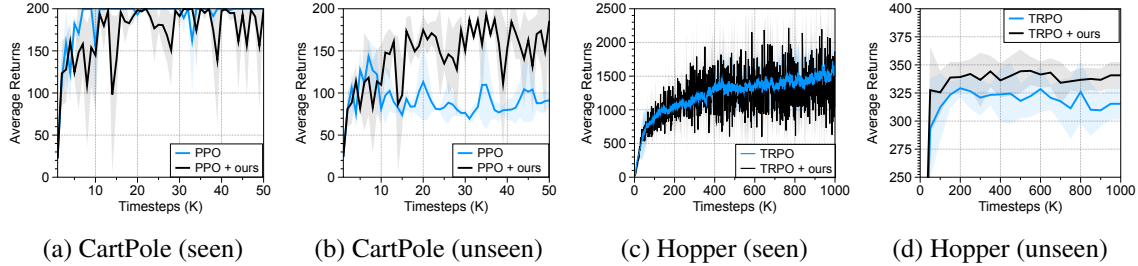 Average Returns
200
150
100
50
0
10
20
30
40
50
Timesteps (K)
PPO
PPO + ours
(a) CartPole (seen)
Average Returns
200
150
100
50
0
10
20
30
40
50
Timesteps (K)
PPO
PPO + ours
(b) CartPole (unseen)
Average Returns
2500
2000
1500
1000
500
0
0
200
400
600
800
1000
Timesteps (K)
TRPO
TRPO + ours
(c) Hopper (seen)
Average Returns
350
325
300
275
250
0
200
400
600
800
1000
Timesteps (K)
TRPO
TRPO + ours
(d) Hopper (unseen)